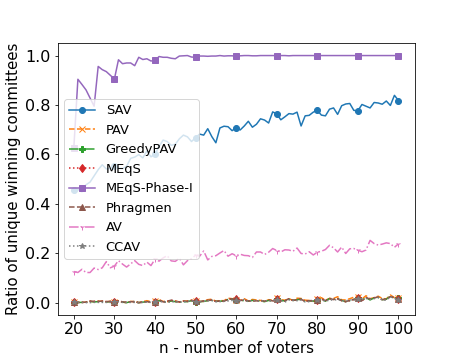 Ratio of unique winning committees
1.0
0.8
0.6
0.4
0.2
0.0
SAV
PAV
GreedyPAV
MEqS
MEqS-Phase-I
Phragmen
AV
CCAV
20 30 40 50 60 70 80 90 100
n - number of voters